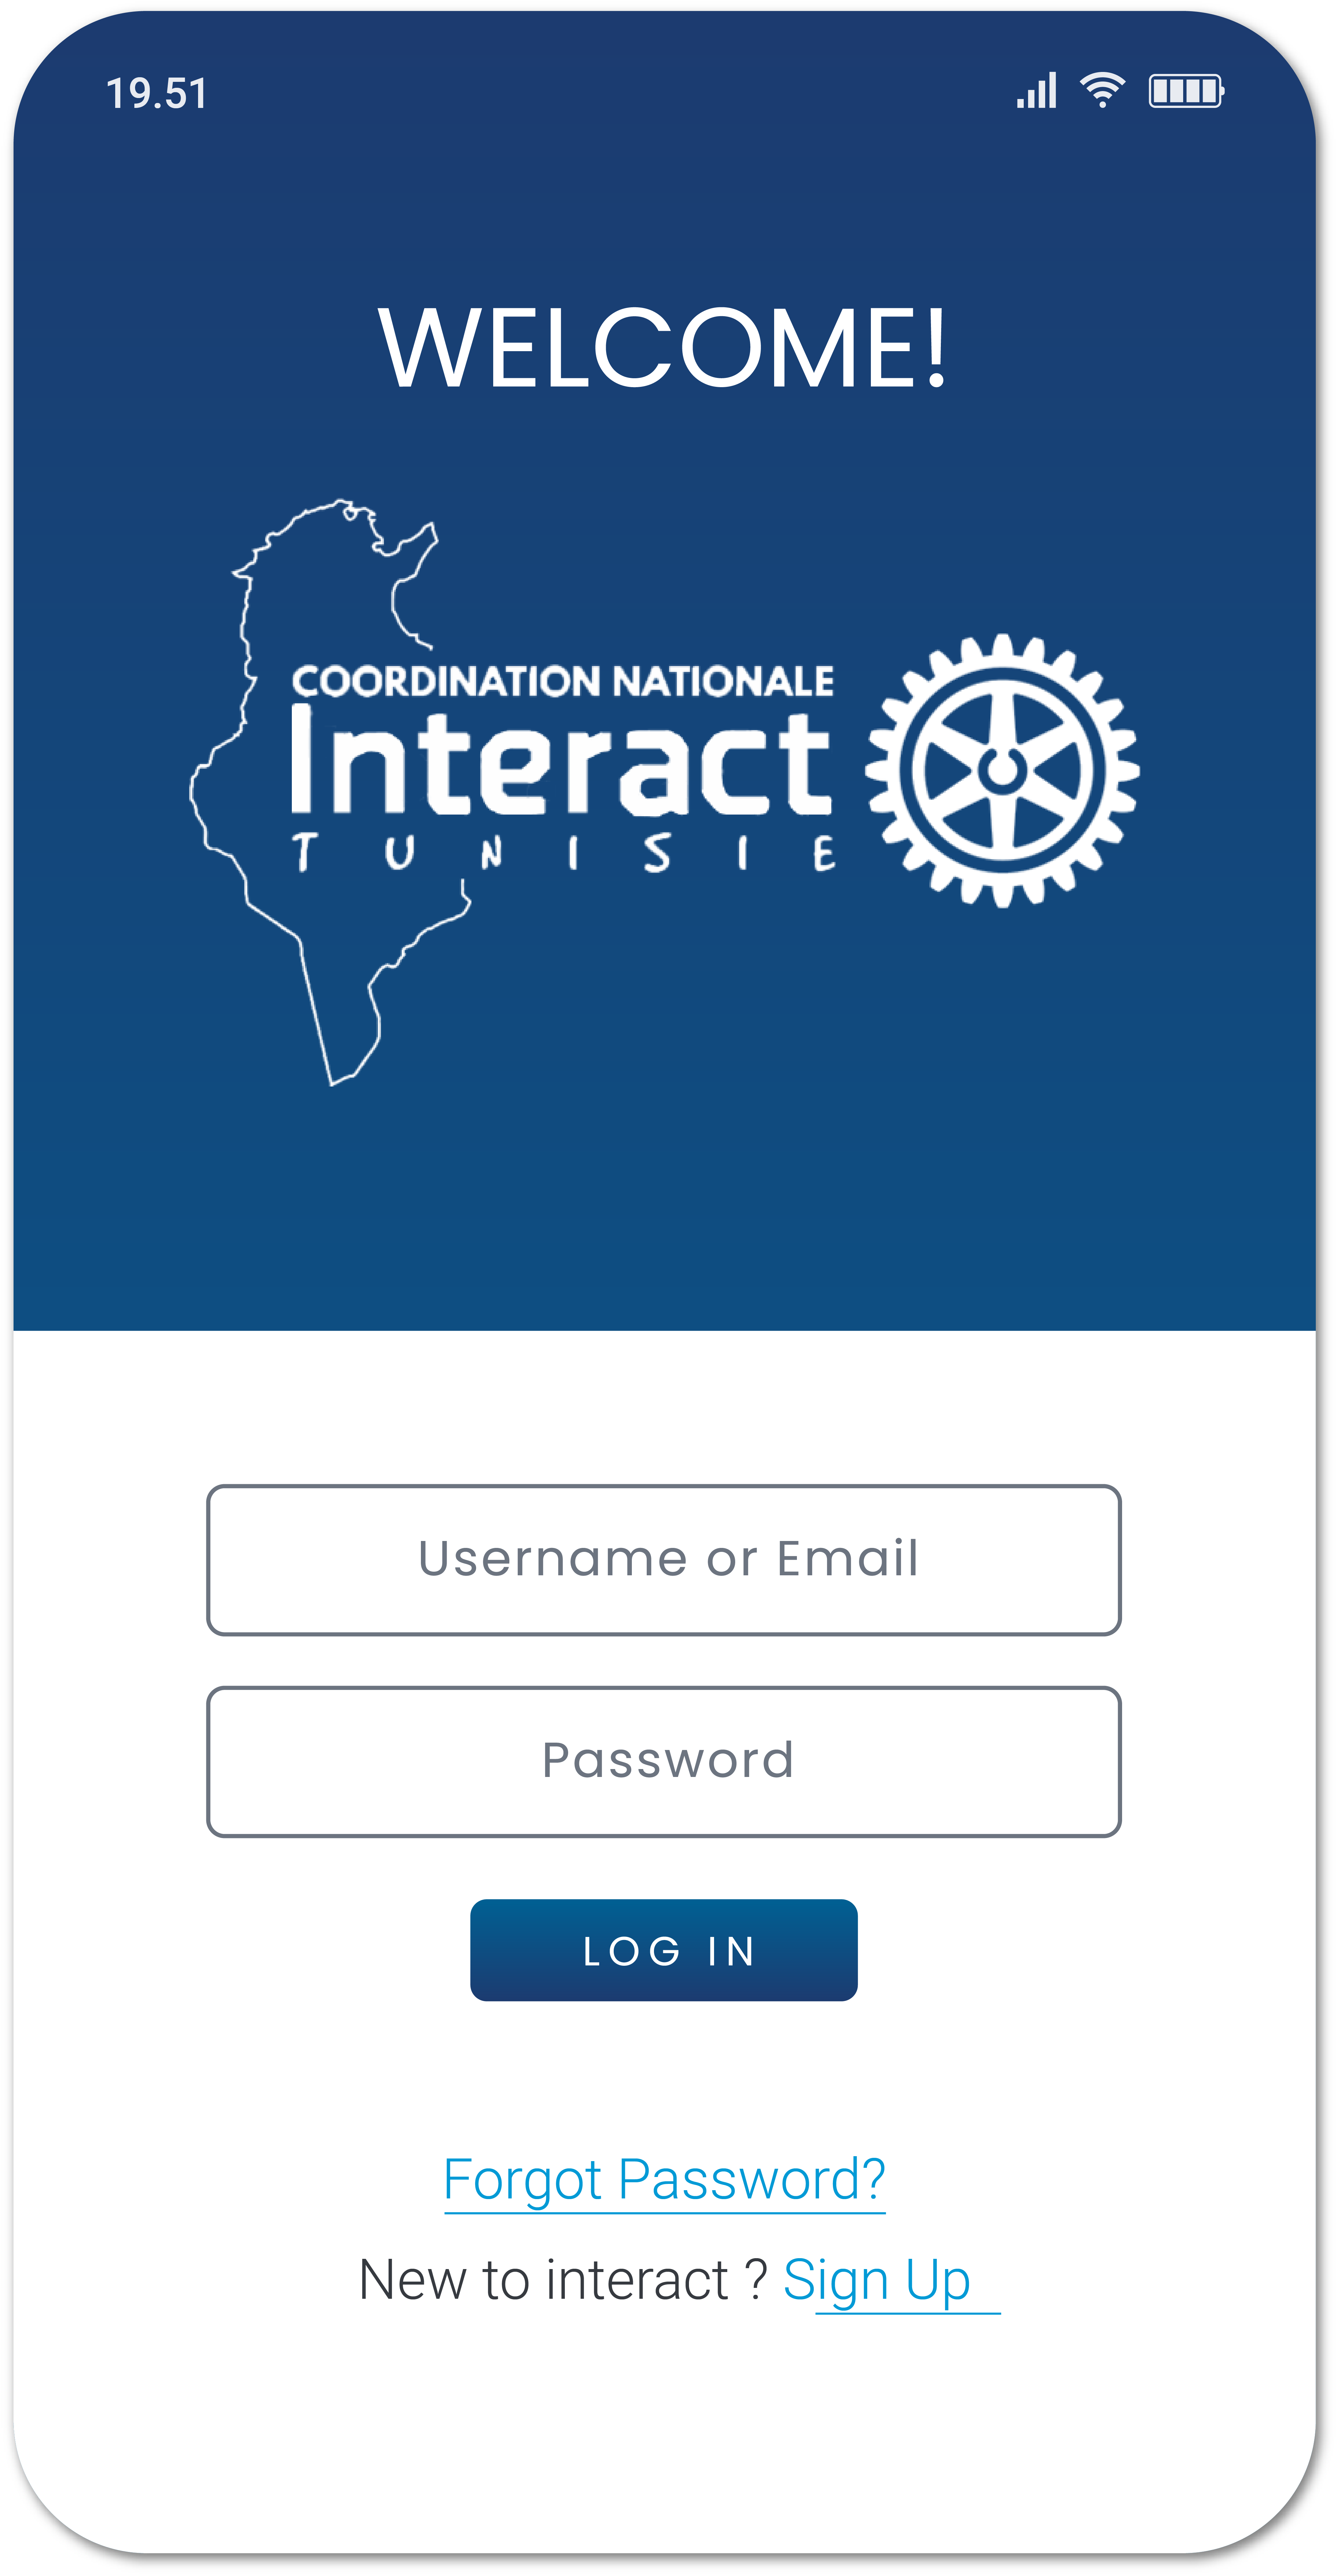 19.51
WELCOME!
COORDINATION NATIONALE
Interact
TUNISIE
Username or Email
Password
LOG IN
Forgot Password?
New to interact ? Sign Up